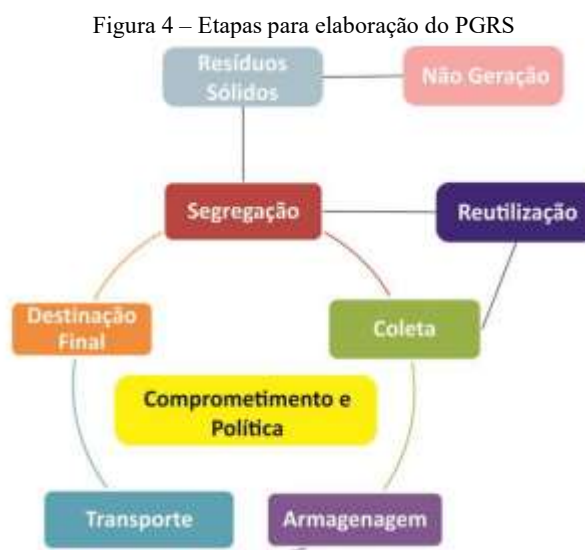 Figura 4 – Etapas para elaboração do PGRS
Resíduos
Sólidos
Não Geração
Segregação
Reutilização
Destinação
Final
Coleta
Comprometimento e
Política
Transporte
Armagenagem